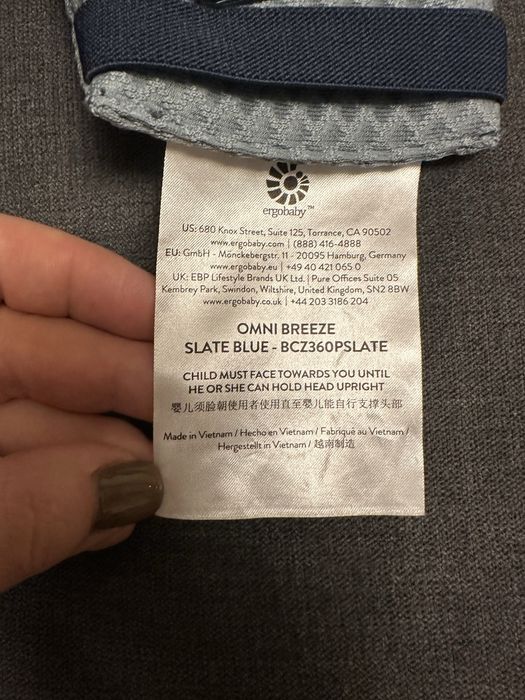 ergobaby™
US: 680 Knox Street, Suite 125, Torrance, CA 90502
www.ergobaby.com | (888) 416-4888
EU: GmbH - Mönckebergstr. 11 - 20095 Hamburg, Germany
www.ergobaby.eu | +49 40 421 065 0
UK: EBP Lifestyle Brands UK Ltd. | Pure Offices Suite 05
Kembrey Park, Swindon, Wiltshire, United Kingdom, SN2 8BW
www.ergobaby.co.uk | +44 203 3186 204
OMNI BREEZE
SLATE BLUE - BCZ360PSLATE
CHILD MUST FACE TOWARDS YOU UNTIL
HE OR SHE CAN HOLD HEAD UPRIGHT
婴儿须脸朝使用者使用直至婴儿能自行支撑头部
Made in Vietnam / Hecho en Vietnam / Fabriqué au Vietnam /
Hergestellt in Vietnam / 越南制造